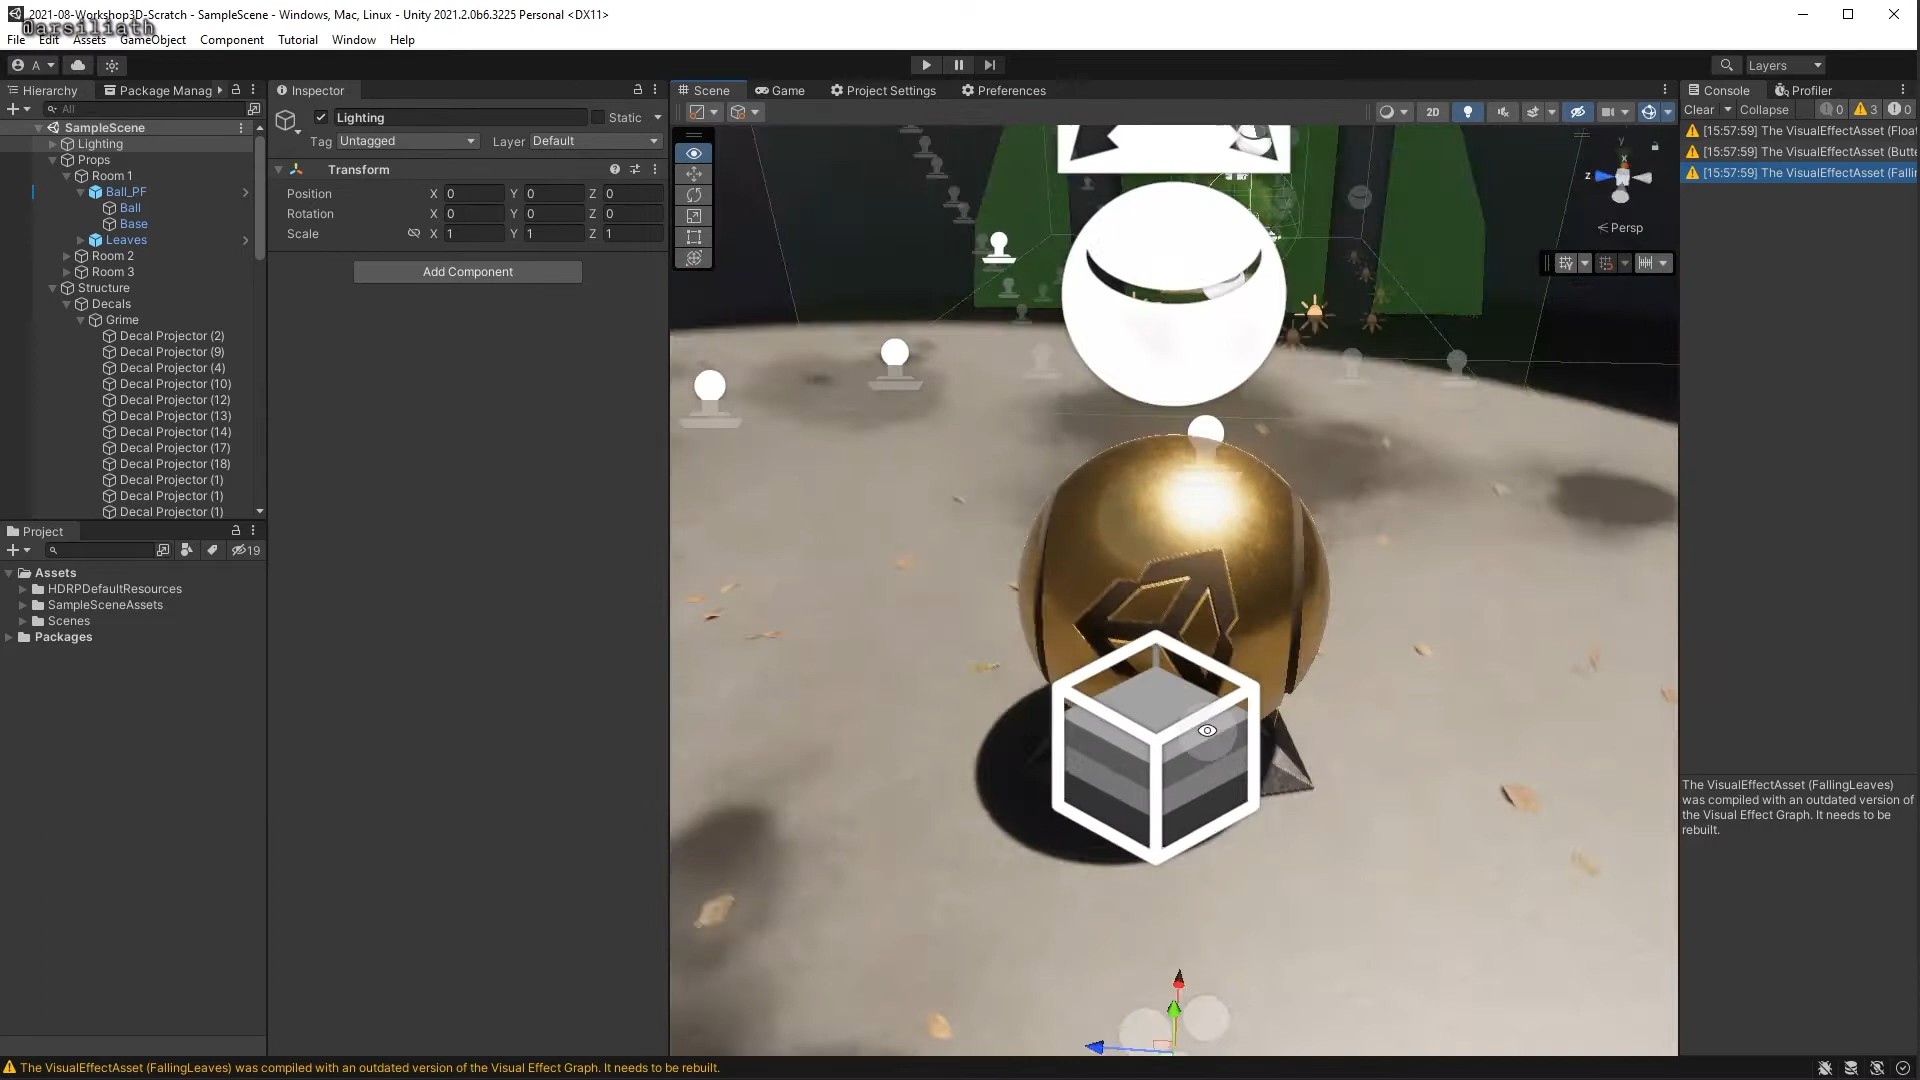 2021-08-Workshop3D-Scratch - SampleScene - Windows, Mac, Linux - Unity 2021.2.0b6.3225 Personal <DX11>
@arsiliath
File Edit Assets GameObject Component Tutorial Window Help
A
Layers
Hierarchy
Package Manag
All
SampleScene
Lighting
Props
Room 1
Ball_PF
Ball
Base
Leaves
Room 2
Room 3
Structure
Decals
Grime
Decal Projector (2)
Decal Projector (9)
Decal Projector (4)
Decal Projector (10)
Decal Projector (12)
Decal Projector (13)
Decal Projector (14)
Decal Projector (17)
Decal Projector (18)
Decal Projector (1)
Decal Projector (1)
Decal Projector (1)
Project
19
Assets
HDRPDefaultResources
SampleSceneAssets
Scenes
Packages
Inspector
Lighting
Static
Tag Untagged Layer Default
Transform
Position X 0 Y 0 Z 0
Rotation X 0 Y 0 Z 0
Scale X 1 Y 1 Z 1
Add Component
Scene Game Project Settings Preferences
2D
y
x
z
Persp
Console Profiler
Clear Collapse 0 3 0
[15:57:59] The VisualEffectAsset (Floa
[15:57:59] The VisualEffectAsset (Butte
[15:57:59] The VisualEffectAsset (Falli
The VisualEffectAsset (FallingLeaves)
was compiled with an outdated version of
the Visual Effect Graph. It needs to be
rebuilt.
The VisualEffectAsset (FallingLeaves) was compiled with an outdated version of the Visual Effect Graph. It needs to be rebuilt.